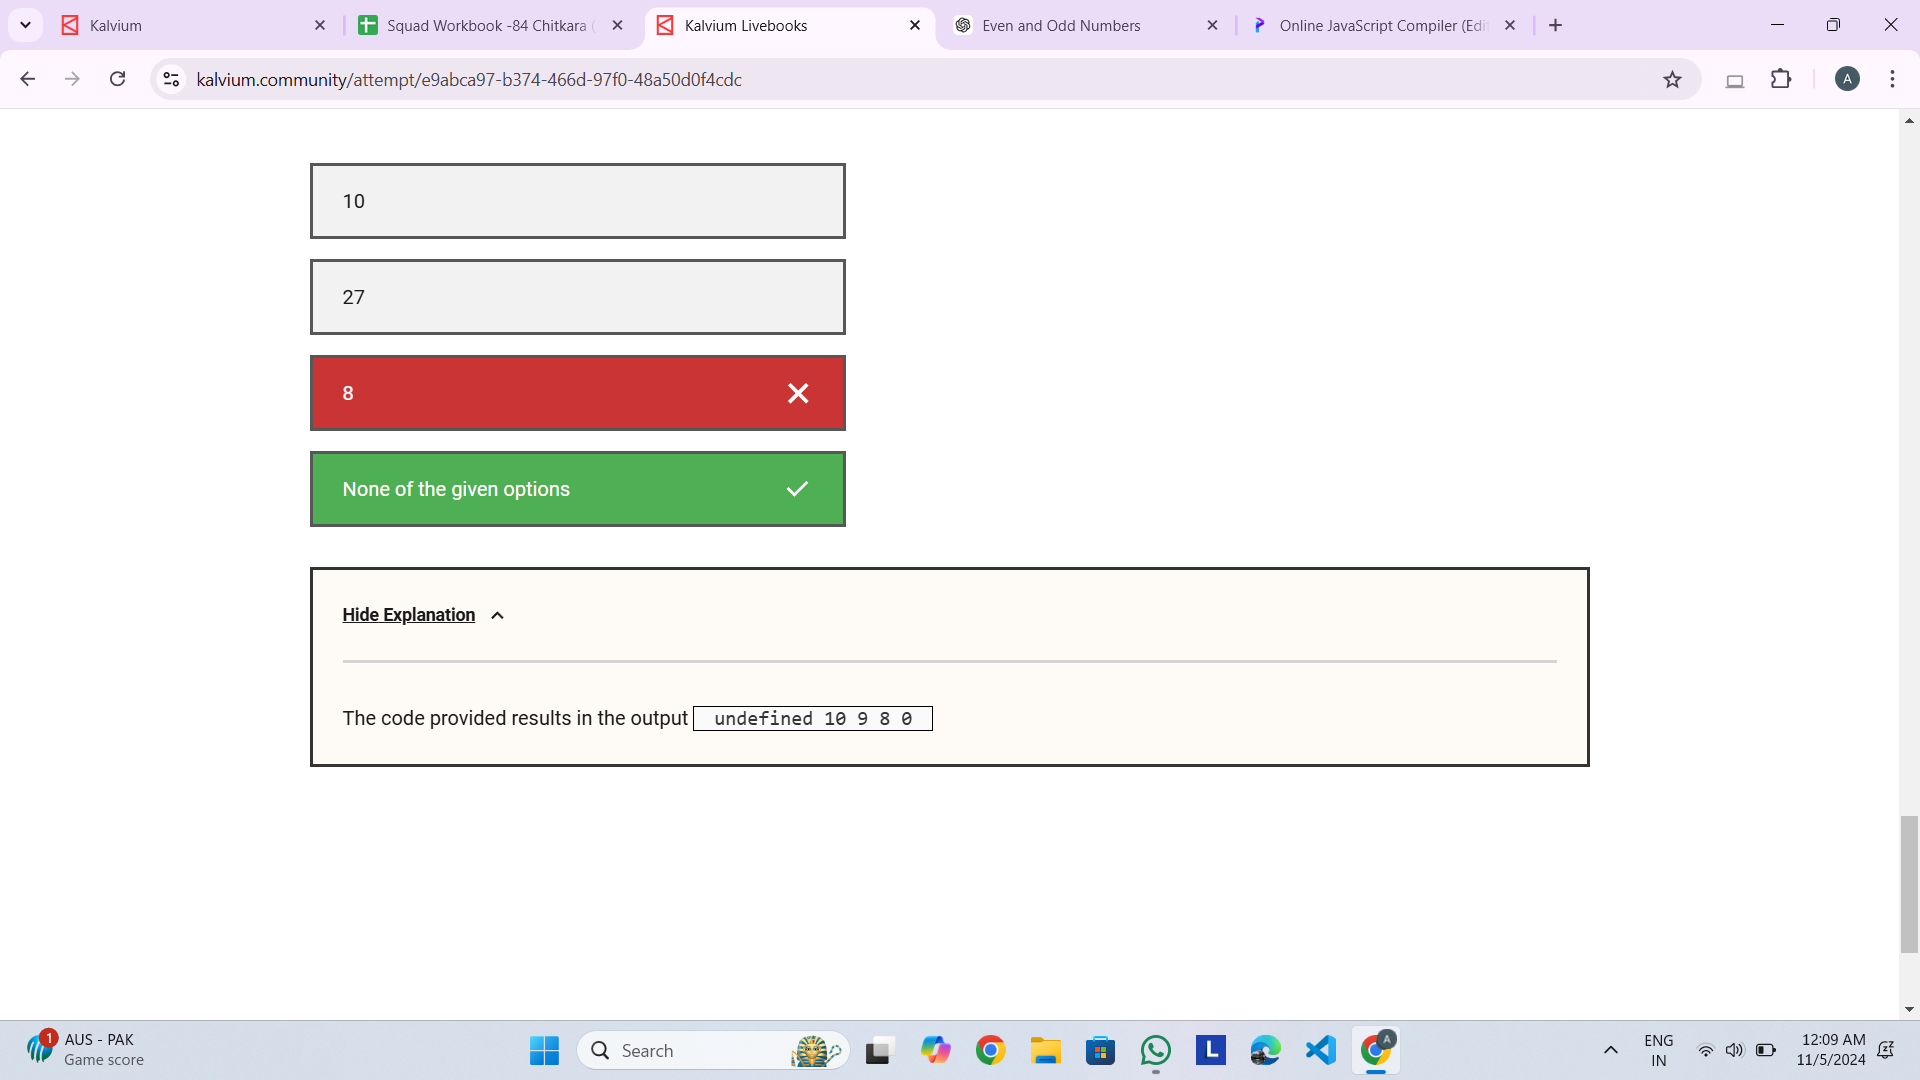 Kalvium
Squad Workbook -84 Chitkara (
Kalvium Livebooks
Even and Odd Numbers
Online JavaScript Compiler (Edi
kalvium.community/attempt/e9abca97-b374-466d-97f0-48a50d0f4cdc
A
10
27
8
None of the given options
Hide Explanation
The code provided results in the output undefined 10 9 8 0
1
AUS - PAK
Game score
Search
L
A
ENG
IN
12:09 AM
11/5/2024